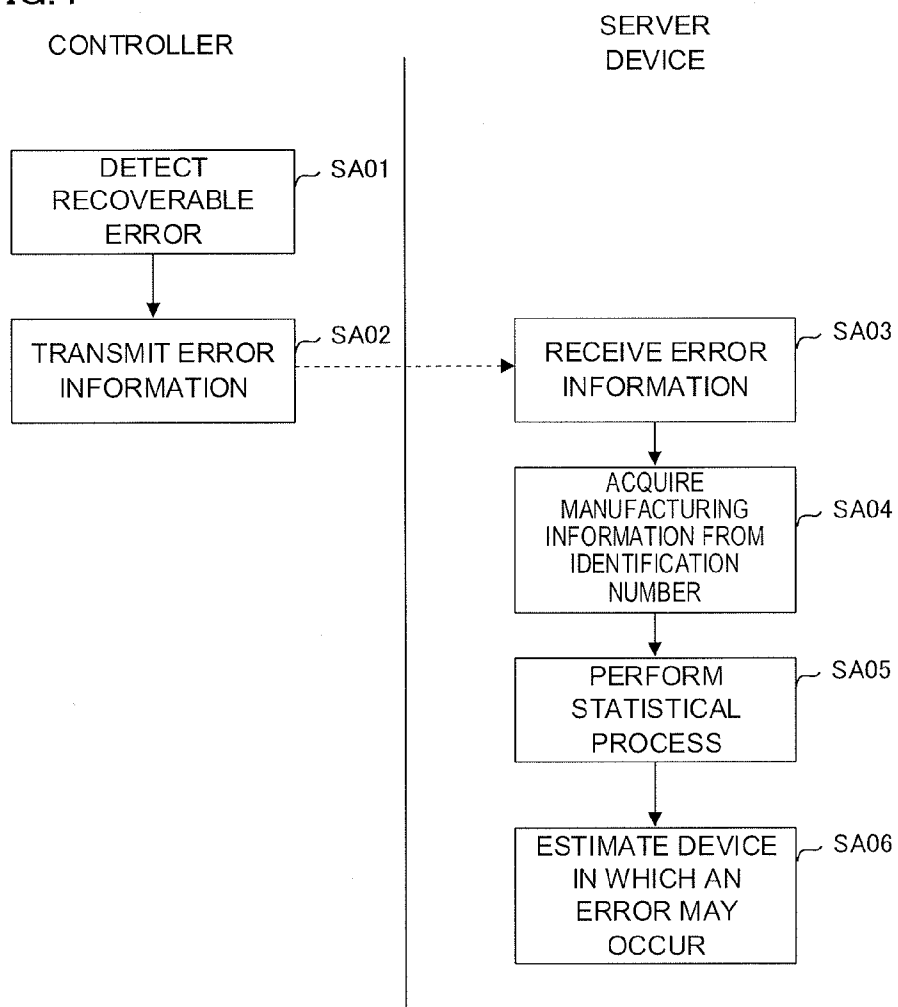 CONTROLLER
SERVER
DEVICE
DETECT
RECOVERABLE
ERROR
SA01
TRANSMIT ERROR
INFORMATION
SA02
RECEIVE ERROR
INFORMATION
SA03
ACQUIRE
MANUFACTURING
INFORMATION FROM
IDENTIFICATION
NUMBER
SA04
PERFORM
STATISTICAL
PROCESS
SA05
ESTIMATE DEVICE
IN WHICH AN
ERROR MAY
OCCUR
SA06